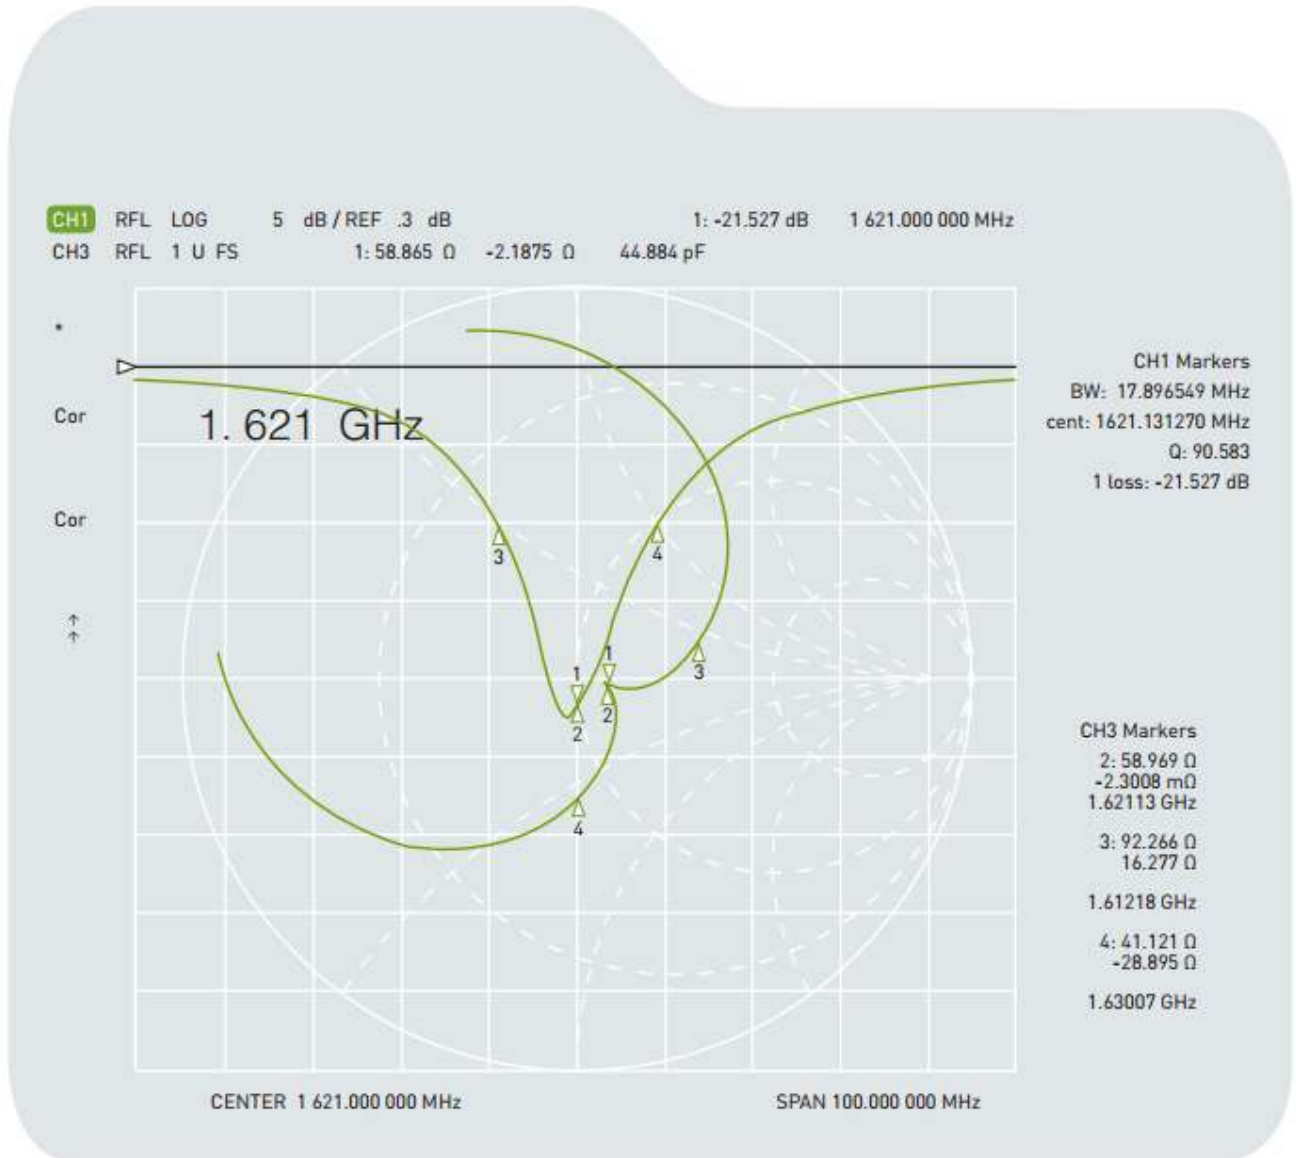 CH1 RFL LOG 5 dB / REF .3 dB 1: -21.527 dB 1 621.000 000 MHz
CH3 RFL 1 U FS 1: 58.865 Ω -2.1875 Ω 44.884 pF
*
Cor
1. 621 GHz
Cor
↑
↑
3
4
1
2
1
2
3
4
CH1 Markers
BW: 17.896549 MHz
cent: 1621.131270 MHz
Q: 90.583
1 loss: -21.527 dB
CH3 Markers
2: 58.969 Ω
-2.3008 mΩ
1.62113 GHz
3: 92.266 Ω
16.277 Ω
1.61218 GHz
4: 41.121 Ω
-28.895 Ω
1.63007 GHz
CENTER 1 621.000 000 MHz SPAN 100.000 000 MHz